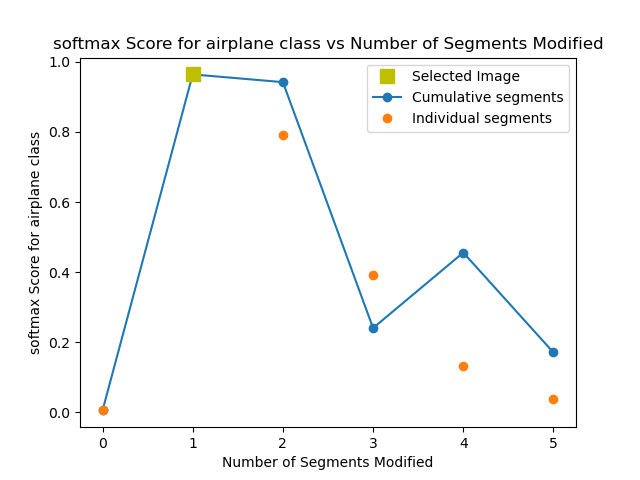 softmax Score for airplane class vs Number of Segments Modified
1.0
0.8
0.6
0.4
0.2
0.0
softmax Score for airplane class
Selected Image
Cumulative segments
Individual segments
0 1 2 3 4 5
Number of Segments Modified